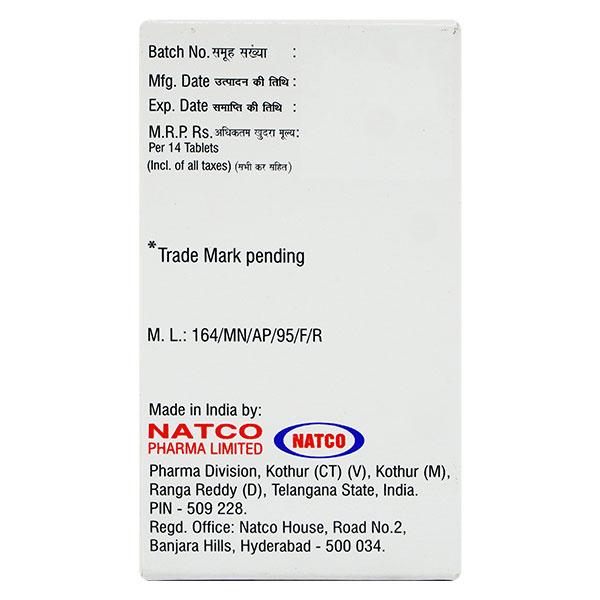 Batch No. समूह सख्या :
Mfg. Date उत्पादन की तिथि :
Exp. Date समाप्ति की तिथि :
M.R.P. Rs. अधिकतम खुदरा मूल्य:
Per 14 Tablets
(Incl. of all taxes) (सभी कर सहित)
*Trade Mark pending
M. L.: 164/MN/AP/95/F/R
Made in India by:
NATCO
PHARMA LIMITED
NATCO
Pharma Division, Kothur (CT) (V), Kothur (M),
Ranga Reddy (D), Telangana State, India.
PIN - 509 228.
Regd. Office: Natco House, Road No.2,
Banjara Hills, Hyderabad - 500 034.